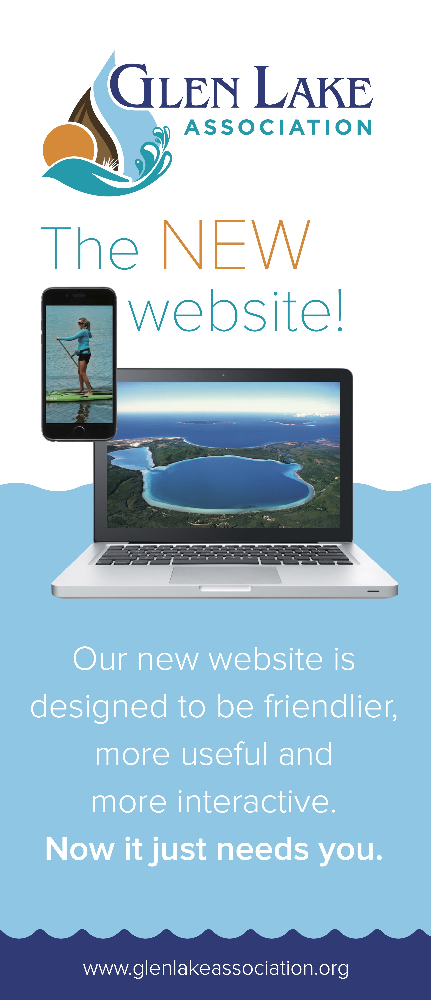 GLEN LAKE
ASSOCIATION
The NEW
website!
Our new website is
designed to be friendlier,
more useful and
more interactive.
Now it just needs you.
www.glenlakeassociation.org